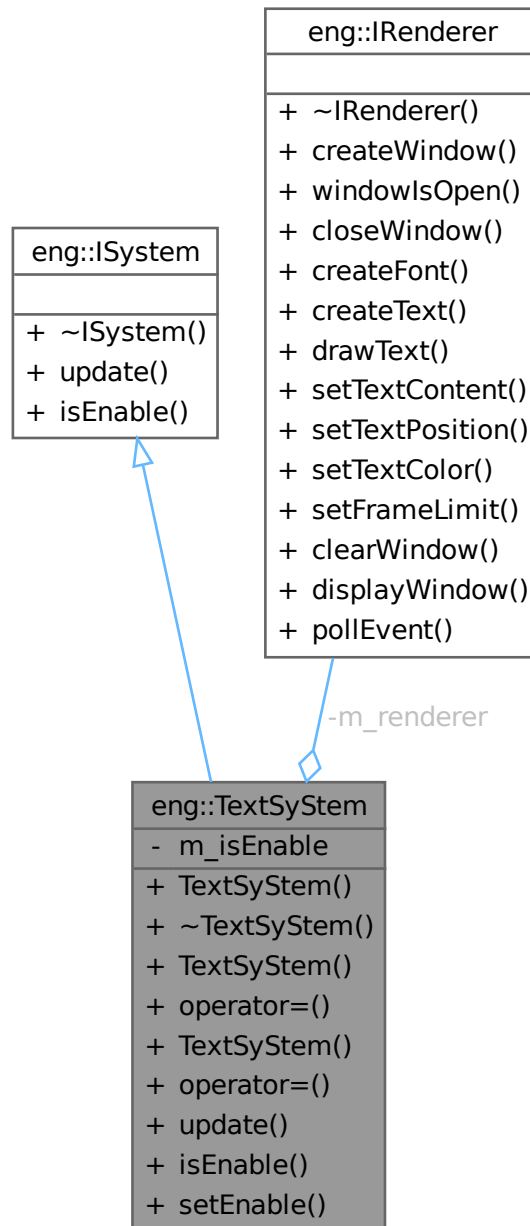 eng::IRenderer
+ ~IRenderer()
+ createWindow()
+ windowIsOpen()
+ closeWindow()
+ createFont()
+ createText()
+ drawText()
+ setTextContent()
+ setTextPosition()
+ setTextColor()
+ setFrameLimit()
+ clearWindow()
+ displayWindow()
+ pollEvent()
eng::ISystem
+ ~ISystem()
+ update()
+ isEnable()
-m_renderer
eng::TextSyStem
- m_isEnable
+ TextSyStem()
+ ~TextSyStem()
+ TextSyStem()
+ operator=()
+ TextSyStem()
+ operator=()
+ update()
+ isEnable()
+ setEnable()